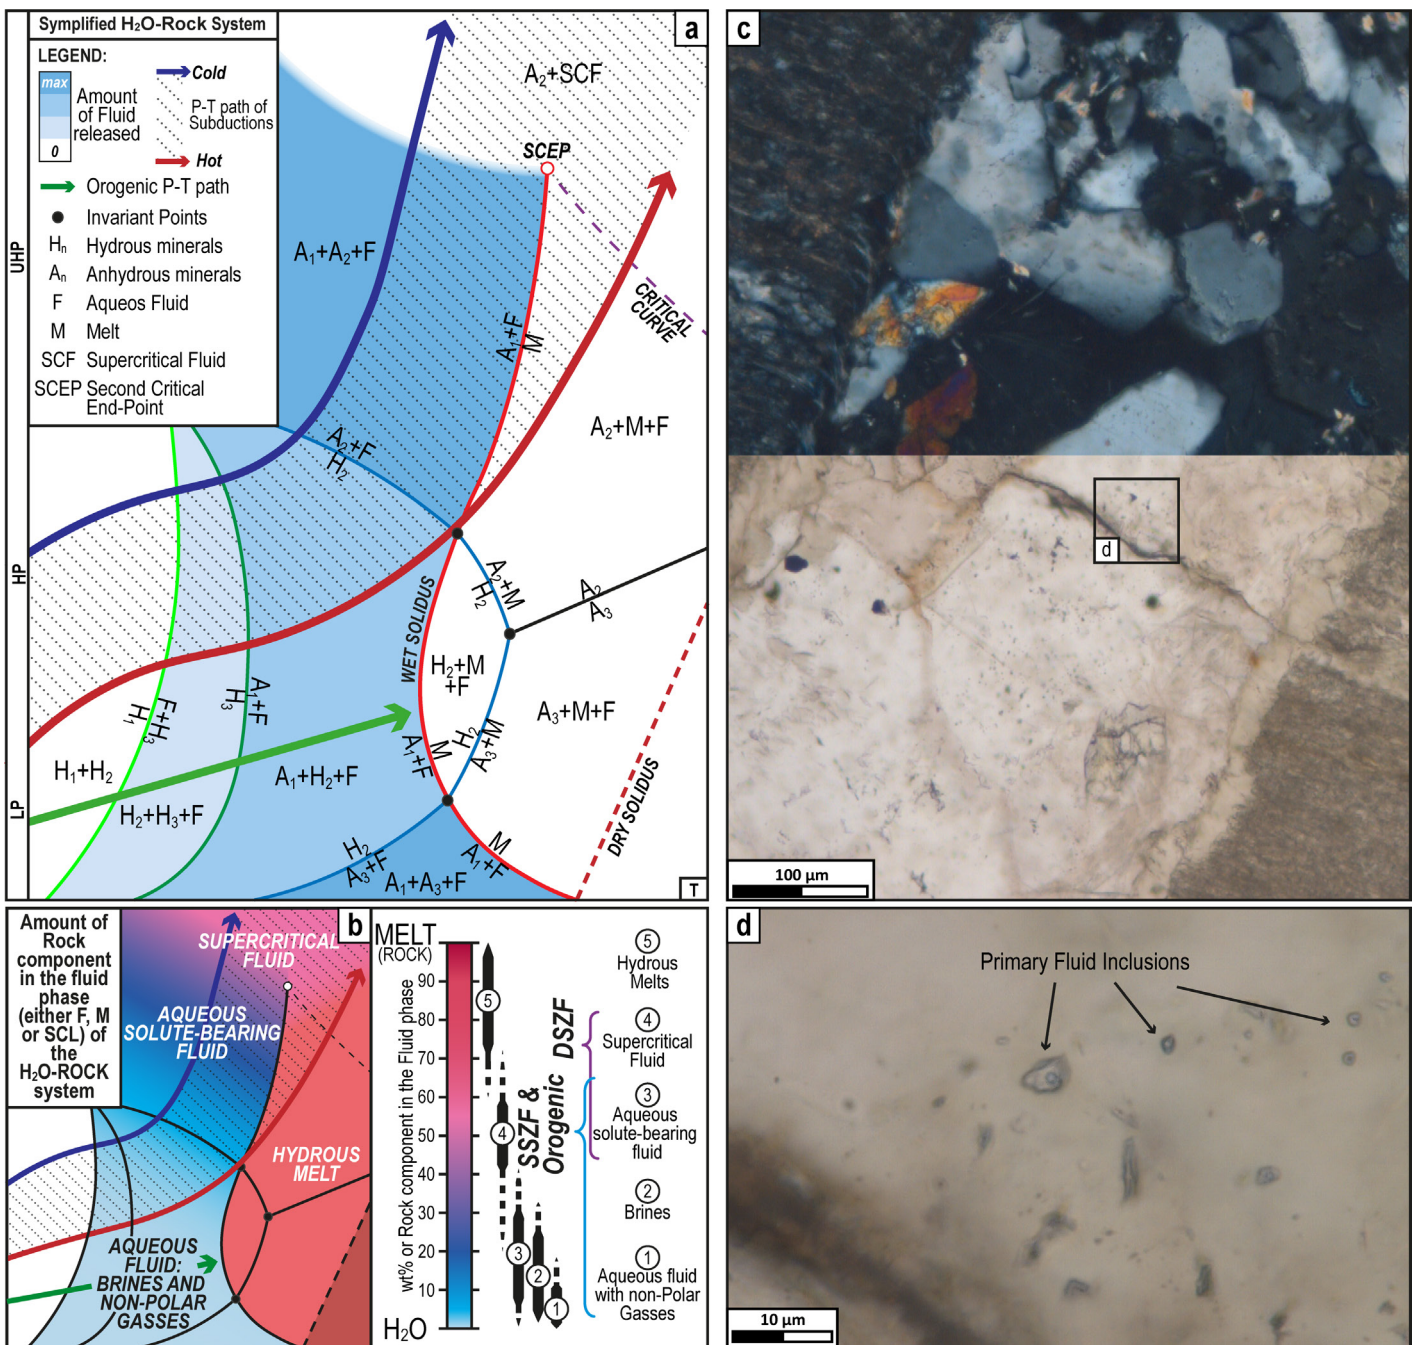 Symplified H₂O-Rock System
LEGEND:
max
0
Amount
of Fluid
released
Cold
P-T path of
Subductions
Hot
Orogenic P-T path
Invariant Points
Hₙ Hydrous minerals
Aₙ Anhydrous minerals
F Aqueos Fluid
M Melt
SCF Supercritical Fluid
SCEP Second Critical
End-Point
a
UHP
HP
LP
T
A₂+SCF
SCEP
A₁+A₂+F
CRITICAL
CURVE
A₁+F
M
A₂+M+F
A₂+F
H₂
WET SOLIDUS
A₂+M
H₂
A₂
A₃
H₂+M
+F
A₃+M+F
H₂
A₃+M
A₁+F
H₃
F+H₃
H₁
M
A₁+F
H₁+H₂
A₁+H₂+F
H₂+H₃+F
H₂
A₃+F
M
A₁+F
A₁+A₃+F
DRY SOLIDUS
b
Amount of
Rock
component
in the fluid
phase
(either F, M
or SCL) of
the
H₂O-ROCK
system
SUPERCRITICAL
FLUID
AQUEOUS
SOLUTE-BEARING
FLUID
HYDROUS
MELT
AQUEOUS
FLUID:
BRINES AND
NON-POLAR
GASSES
MELT
(ROCK)
90
80
70
60
50
40
30
20
10
H₂O
wt% or Rock component in the Fluid phase
5
4
3
2
1
SSZF &
Orogenic
DSZF
5
Hydrous
Melts
4
Supercritical
Fluid
3
Aqueous
solute-bearing
fluid
2
Brines
1
Aqueous fluid
with non-Polar
Gasses
c
d
100 µm
d
Primary Fluid Inclusions
10 µm